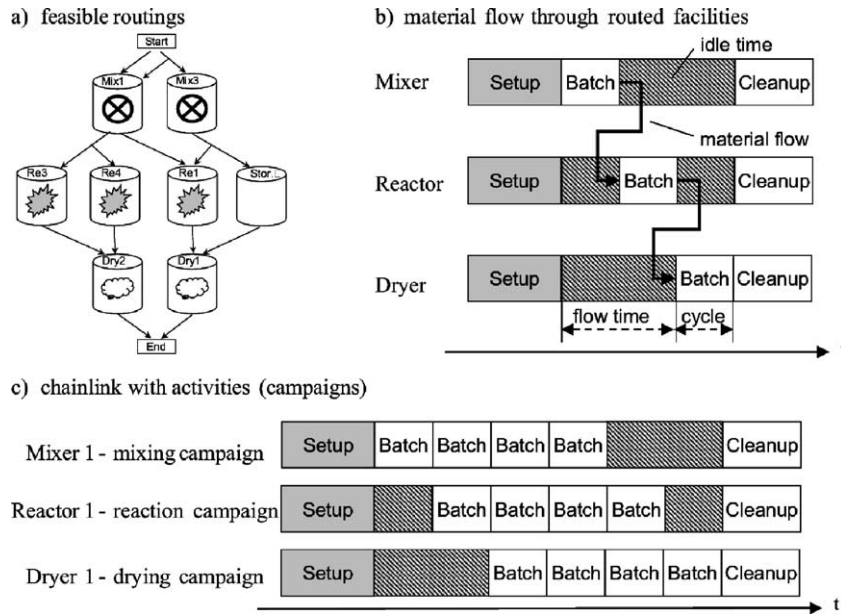 a) feasible routings
Start
Mix1 Mix3
Re3 Re4 Re1 Stor.L
Dry2 Dry1
End
b) material flow through routed facilities
idle time
Mixer Setup Batch Cleanup
material flow
Reactor Setup Batch Cleanup
Dryer Setup Batch Cleanup
flow time cycle
c) chainlink with activities (campaigns)
Mixer 1 - mixing campaign Setup Batch Batch Batch Batch Cleanup
Reactor 1 - reaction campaign Setup Batch Batch Batch Batch Cleanup
Dryer 1 - drying campaign Setup Batch Batch Batch Batch Cleanup
t